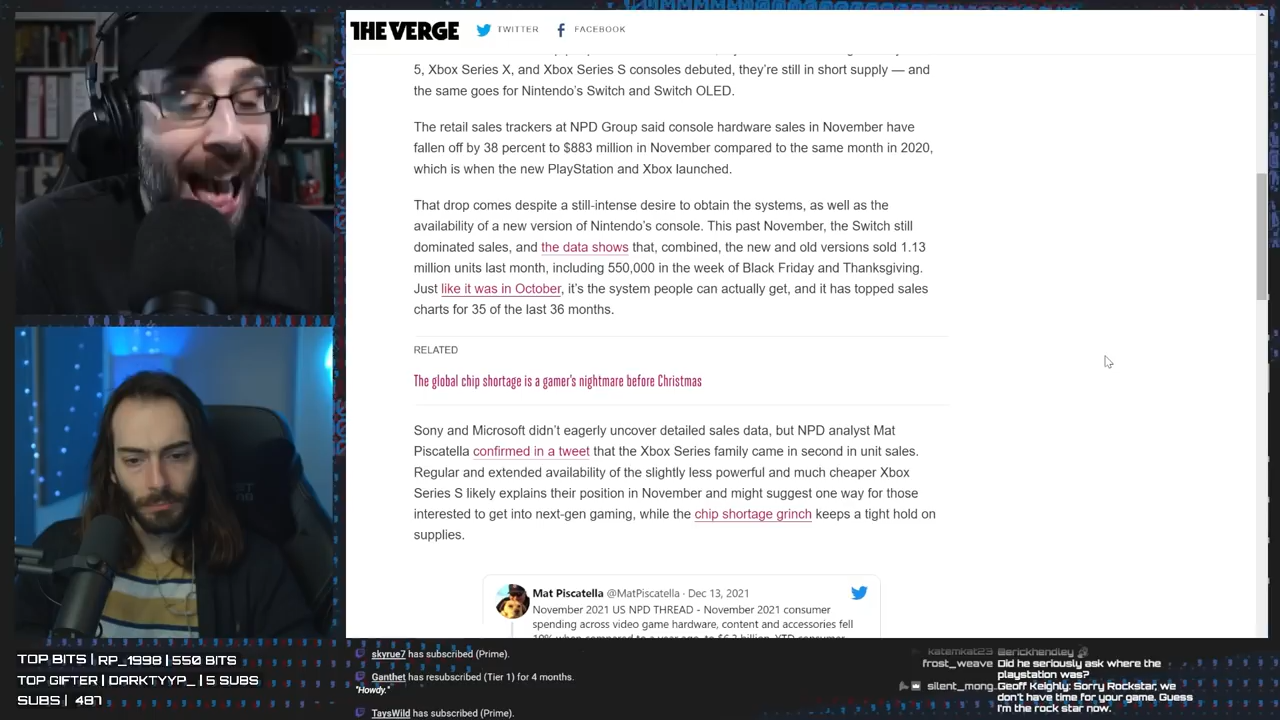 THE VERGE TWITTER FACEBOOK
5, Xbox Series X, and Xbox Series S consoles debuted, they’re still in short supply — and
the same goes for Nintendo’s Switch and Switch OLED.
The retail sales trackers at NPD Group said console hardware sales in November have
fallen off by 38 percent to $883 million in November compared to the same month in 2020,
which is when the new PlayStation and Xbox launched.
That drop comes despite a still-intense desire to obtain the systems, as well as the
availability of a new version of Nintendo’s console. This past November, the Switch still
dominated sales, and the data shows that, combined, the new and old versions sold 1.13
million units last month, including 550,000 in the week of Black Friday and Thanksgiving.
Just like it was in October, it’s the system people can actually get, and it has topped sales
charts for 35 of the last 36 months.
RELATED
The global chip shortage is a gamer's nightmare before Christmas
Sony and Microsoft didn’t eagerly uncover detailed sales data, but NPD analyst Mat
Piscatella confirmed in a tweet that the Xbox Series family came in second in unit sales.
Regular and extended availability of the slightly less powerful and much cheaper Xbox
Series S likely explains their position in November and might suggest one way for those
interested to get into next-gen gaming, while the chip shortage grinch keeps a tight hold on
supplies.
Mat Piscatella @MatPiscatella · Dec 13, 2021
November 2021 US NPD THREAD - November 2021 consumer
spending across video game hardware, content and accessories fell
TOP BITS | RP_1998 | 550 BITS
TOP GIFTER | DARKTYYP_ | 5 SUBS
SUBS | 487
skyrue7 has subscribed (Prime).
Ganthet has resubscribed (Tier 1) for 4 months.
"Howdy."
TaysWild has subscribed (Prime).
katemkat23 @erickhendley
frost_weave Did he seriously ask where the
playstation was?
silent_mong.. Geoff Keighly: Sorry Rockstar, we
don't have time for your game. Guess
I'm the rock star now.